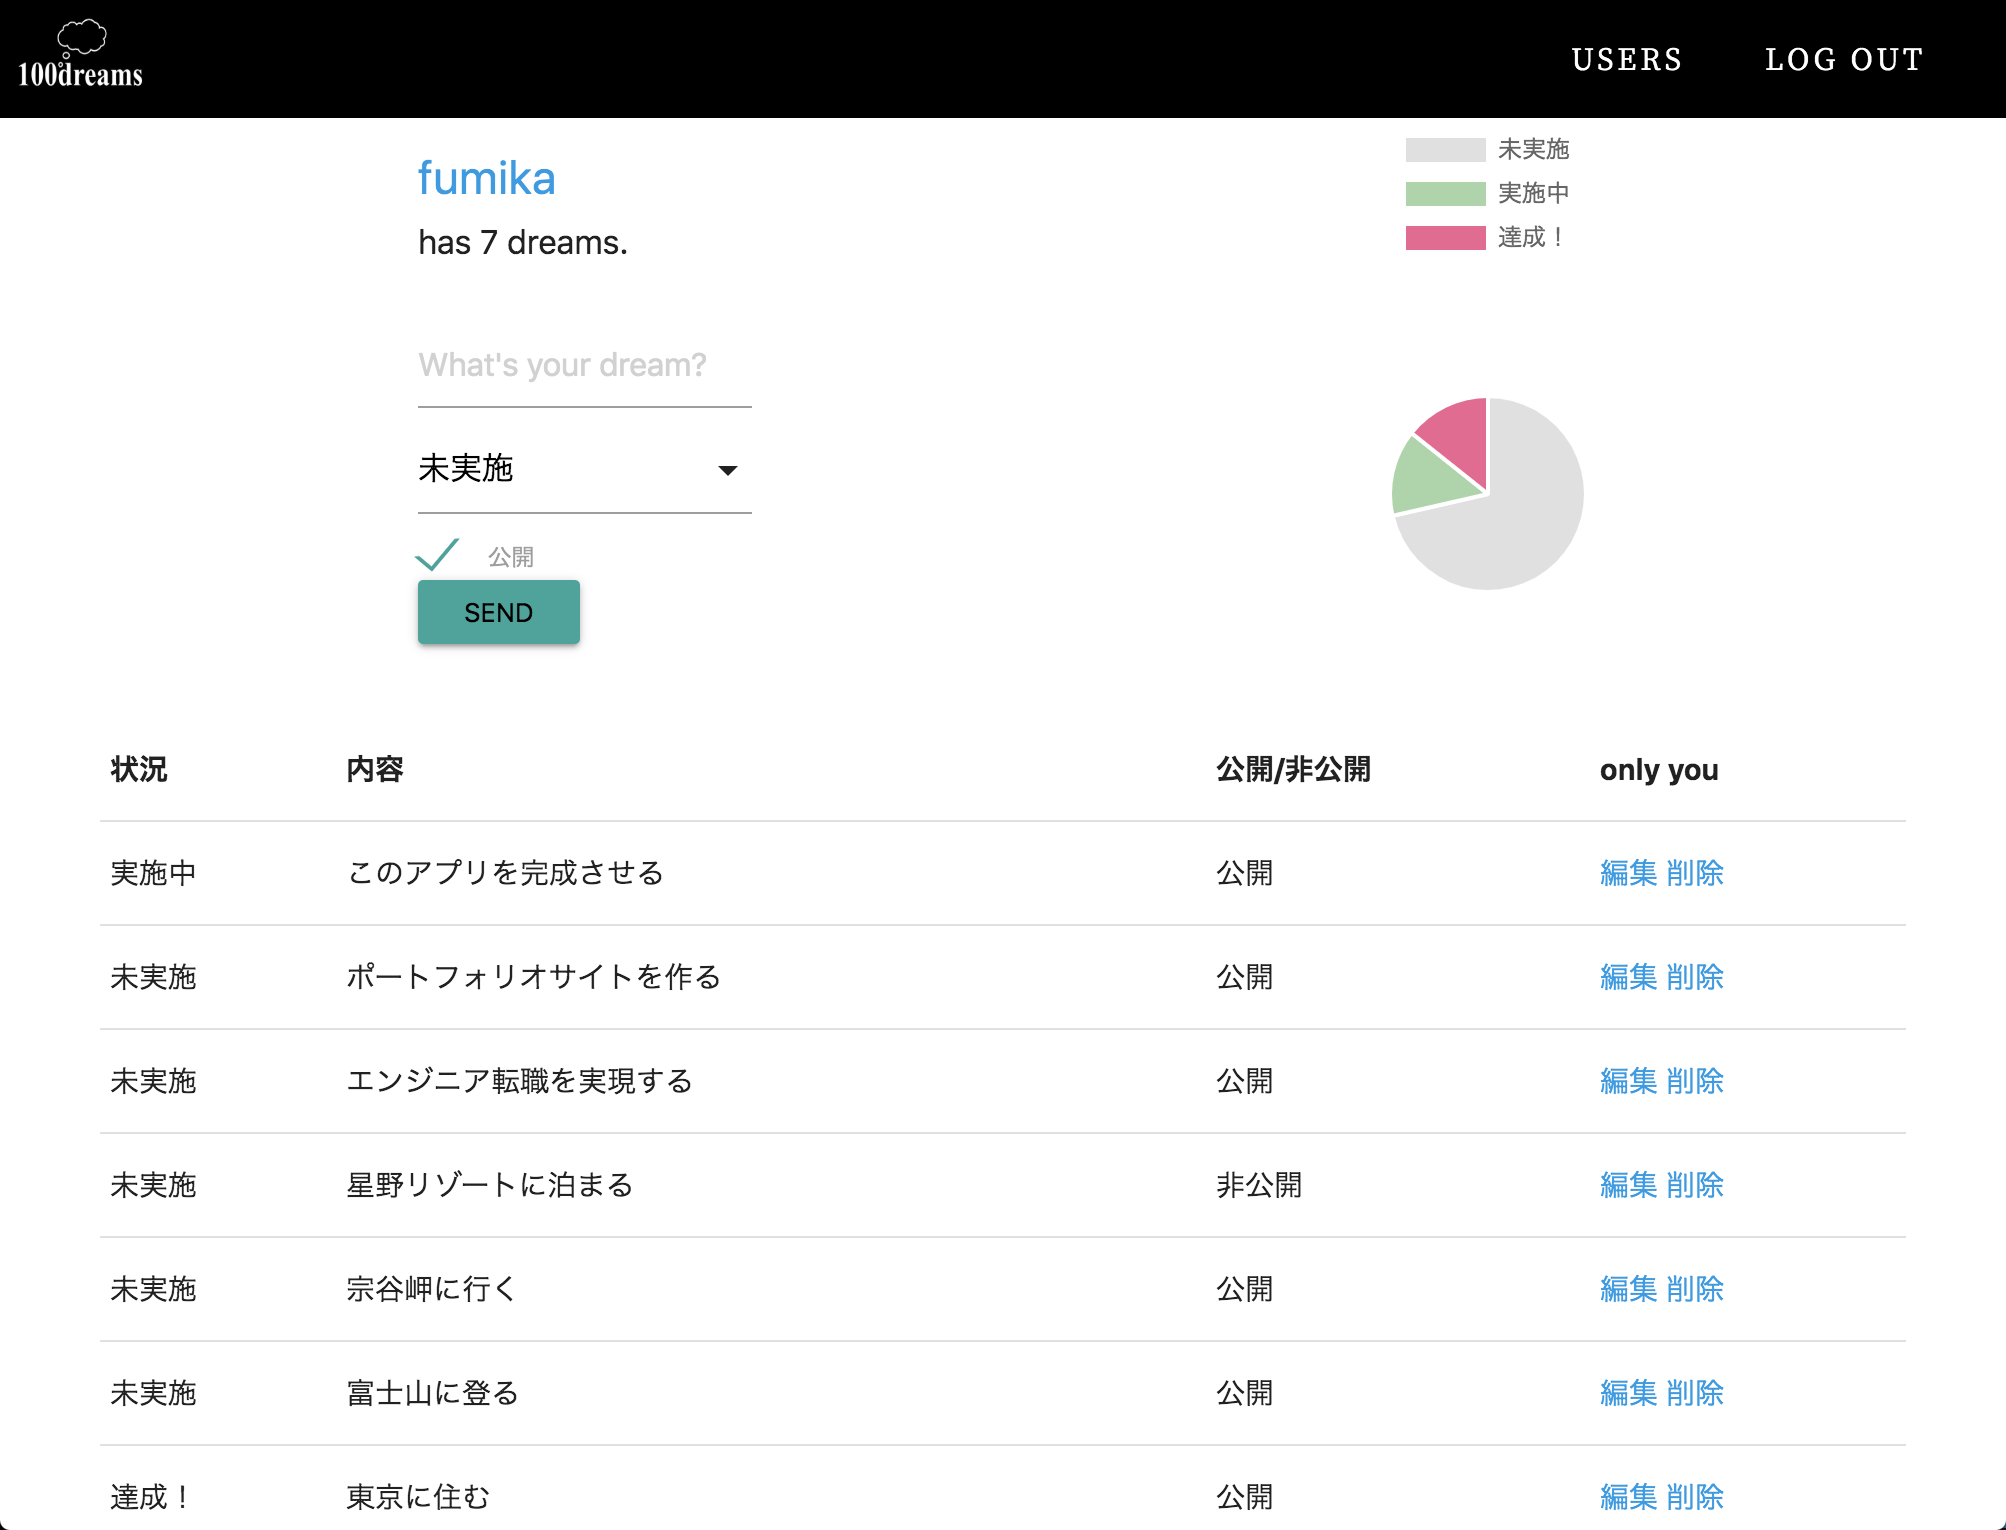 100dreams
USERS LOG OUT
fumika
has 7 dreams.
What's your dream?
未実施
公開
SEND
未実施
実施中
達成！
状況 内容 公開/非公開 only you
実施中 このアプリを完成させる 公開 編集 削除
未実施 ポートフォリオサイトを作る 公開 編集 削除
未実施 エンジニア転職を実現する 公開 編集 削除
未実施 星野リゾートに泊まる 非公開 編集 削除
未実施 宗谷岬に行く 公開 編集 削除
未実施 富士山に登る 公開 編集 削除
達成！ 東京に住む 公開 編集 削除